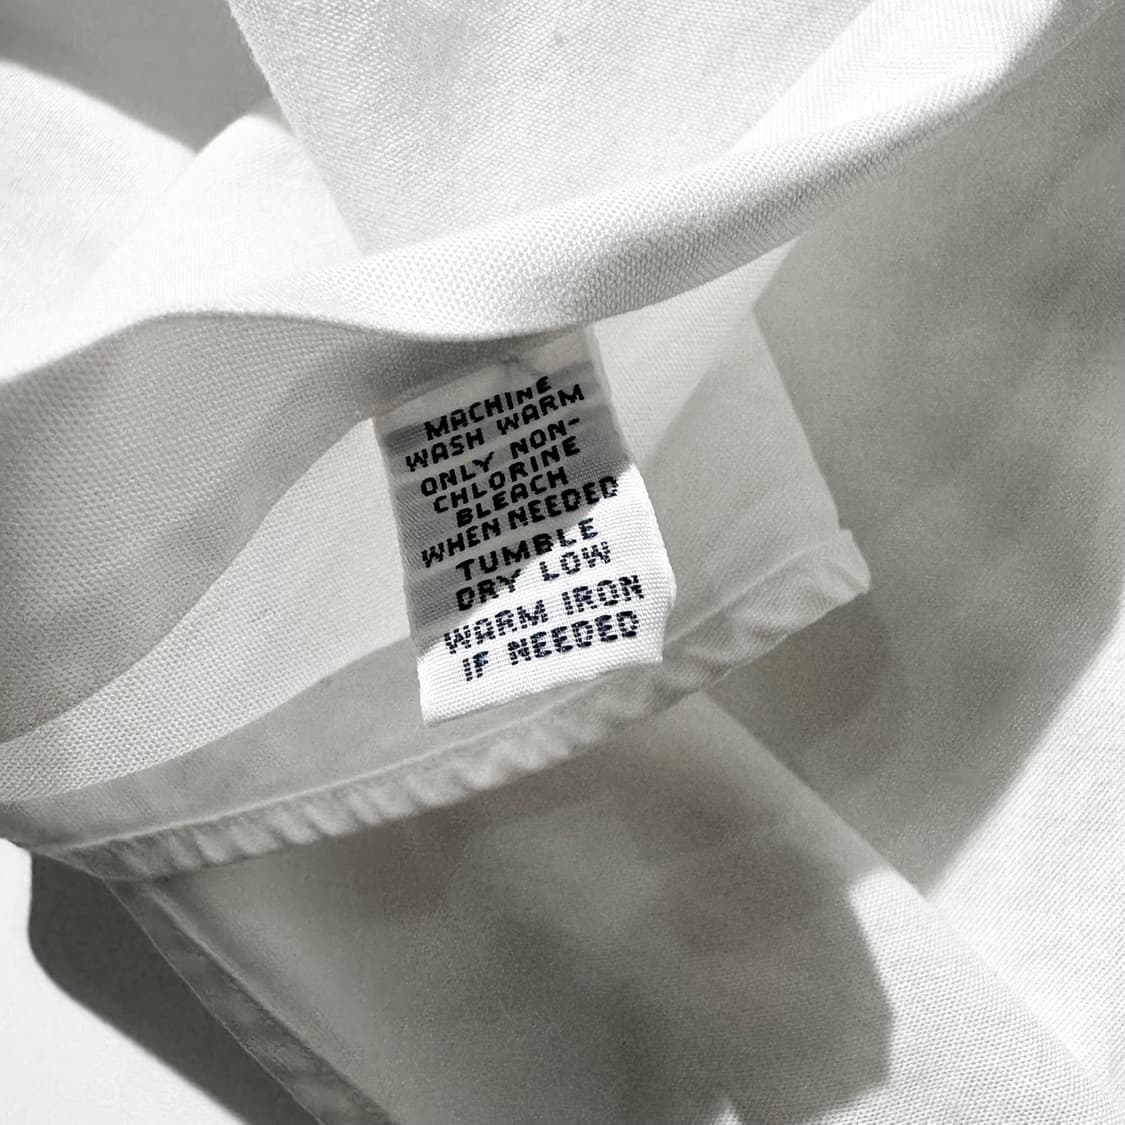 MACHINE
WASH WARM
ONLY NON-
CHLORINE
BLEACH
WHEN NEEDED
TUMBLE
DRY LOW
WARM IRON
IF NEEDED